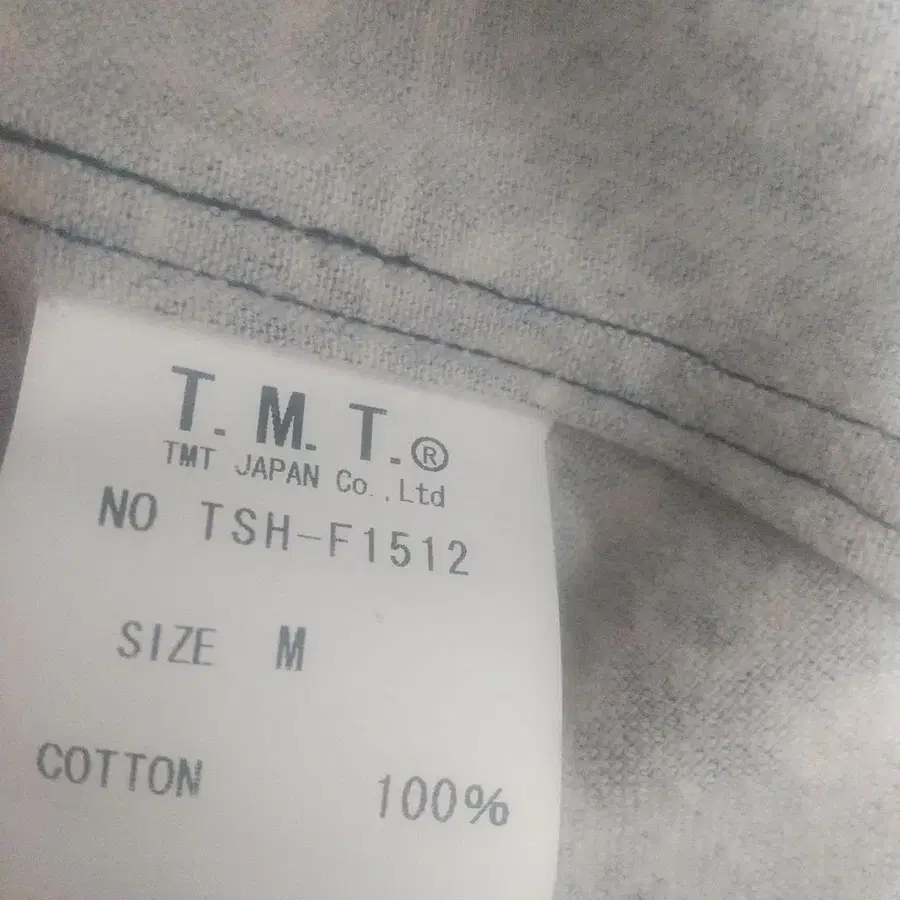 T.M.T.®
TMT JAPAN Co.,Ltd
NO TSH-F1512
SIZE M
COTTON 100%